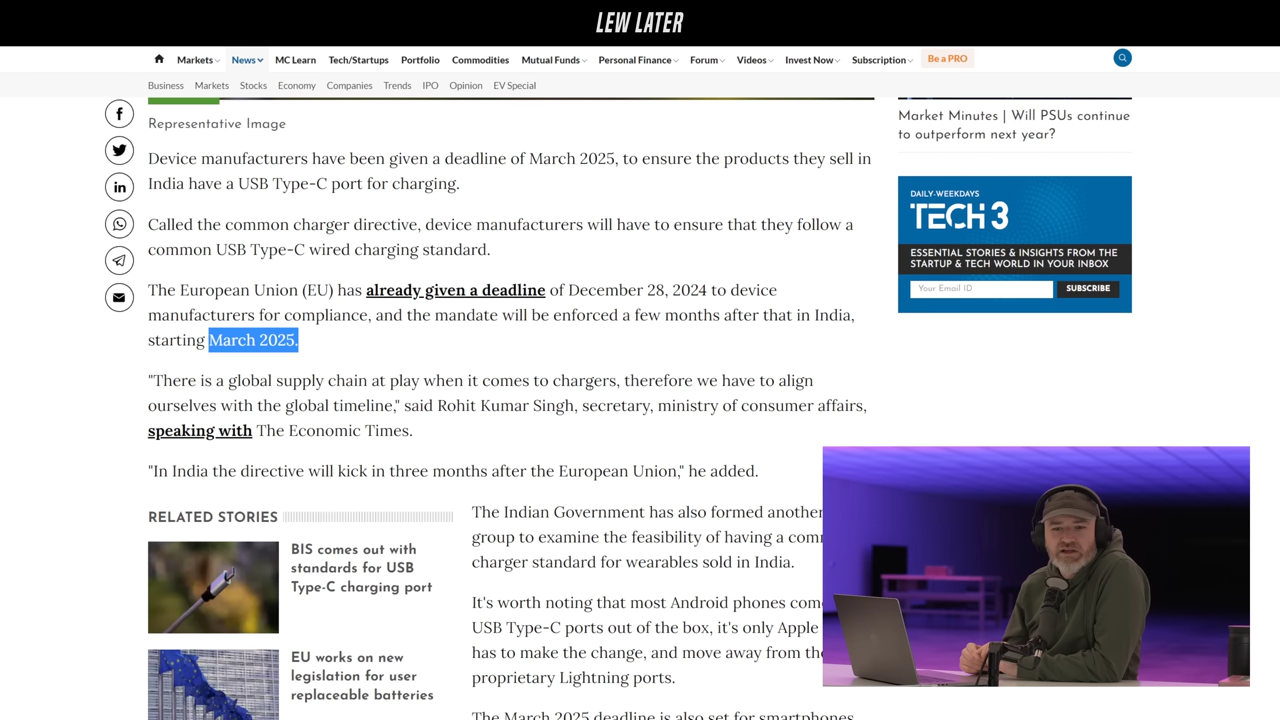 LEW LATER
Markets News MC Learn Tech/Startups Portfolio Commodities Mutual Funds Personal Finance Forum Videos Invest Now Subscription Be a PRO
Business Markets Stocks Economy Companies Trends IPO Opinion EV Special
Representative Image
Device manufacturers have been given a deadline of March 2025, to ensure the products they sell in
India have a USB Type-C port for charging.
Called the common charger directive, device manufacturers will have to ensure that they follow a
common USB Type-C wired charging standard.
The European Union (EU) has already given a deadline of December 28, 2024 to device
manufacturers for compliance, and the mandate will be enforced a few months after that in India,
starting March 2025.
"There is a global supply chain at play when it comes to chargers, therefore we have to align
ourselves with the global timeline," said Rohit Kumar Singh, secretary, ministry of consumer affairs,
speaking with The Economic Times.
"In India the directive will kick in three months after the European Union," he added.
RELATED STORIES
BIS comes out with
standards for USB
Type-C charging port
EU works on new
legislation for user
replaceable batteries
The Indian Government has also formed another
group to examine the feasibility of having a com
charger standard for wearables sold in India.
It's worth noting that most Android phones com
USB Type-C ports out of the box, it's only Apple
has to make the change, and move away from th
proprietary Lightning ports.
The March 2025 deadline is also set for smartphones
Market Minutes | Will PSUs continue
to outperform next year?
DAILY-WEEKDAYS
TECH 3
ESSENTIAL STORIES & INSIGHTS FROM THE
STARTUP & TECH WORLD IN YOUR INBOX
Your Email ID SUBSCRIBE